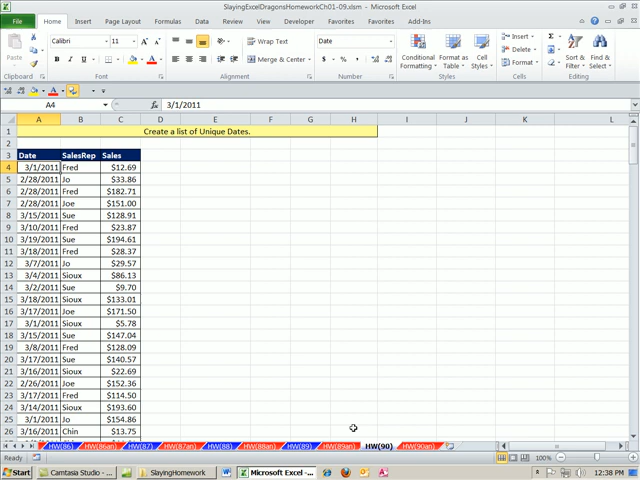 SlayingExcelDragonsHomeworkCh01-09.xlsm - Microsoft Excel
File Home Insert Page Layout Formulas Data Review View Developer Favorites Add-Ins
Paste Calibri 11 Wrap Text Date Insert
B I U Merge & Center $ % , Conditional Formatting Format as Table Cell Styles Delete Sort & Filter Find & Select
Format
Clipboard Font Alignment Number Styles Cells Editing
A4 fx 3/1/2011
A B C D E F G H I J K L
1 Create a list of Unique Dates.
2
3 Date SalesRep Sales
4 3/1/2011 Fred $12.69
5 2/28/2011 Jo $33.86
6 2/28/2011 Fred $182.71
7 2/28/2011 Joe $151.00
8 3/15/2011 Sue $128.91
9 3/10/2011 Fred $23.87
10 3/19/2011 Sue $194.61
11 3/18/2011 Fred $28.37
12 3/7/2011 Jo $29.57
13 3/4/2011 Sioux $86.13
14 3/2/2011 Sue $9.70
15 3/18/2011 Sioux $133.01
16 3/17/2011 Joe $171.50
17 3/1/2011 Sioux $5.78
18 3/15/2011 Sue $147.04
19 3/8/2011 Fred $128.09
20 3/17/2011 Sue $140.57
21 3/16/2011 Sioux $22.69
22 2/26/2011 Joe $152.36
23 3/17/2011 Fred $114.50
24 3/14/2011 Sioux $193.60
25 3/1/2011 Jo $154.86
26 3/16/2011 Chin $13.75
HW(86) HW(86an) HW(87) HW(87an) HW(88) HW(88an) HW(89) HW(89an) HW(90) HW(90an)
Ready 100%
Start Camtasia Studio - ... SlayingHomework Microsoft Excel -... 12:38 PM